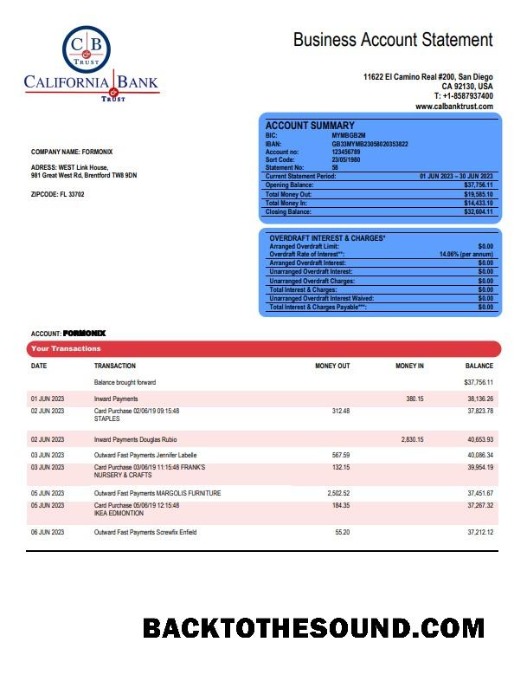 C B
& TRUST
CALIFORNIA BANK
& TRUST
Business Account Statement
11622 El Camino Real #200, San Diego
CA 92130, USA
T: +1-8587937400
www.calbanktrust.com
ACCOUNT SUMMARY
BIC: MYMBGB2M
IBAN: GB33MYMB23058020353822
Account no: 123456789
Sort Code: 23/05/1980
Statement No: 58
Current Statement Period: 01 JUN 2023 – 30 JUN 2023
Opening Balance: $37,756.11
Total Money Out: $19,585.10
Total Money In: $14,433.10
Closing Balance: $32,604.11
COMPANY NAME: FORMONIX
ADRESS: WEST Link House,
981 Great West Rd, Brentford TW8 9DN
ZIPCODE: FL 33702
OVERDRAFT INTEREST & CHARGES*
Arranged Overdraft Limit: $0.00
Overdraft Rate of Interest**: 14.06% (per annum)
Arranged Overdraft Interest: $0.00
Unarranged Overdraft Interest: $0.00
Unarranged Overdraft Charges: $0.00
Total Interest & Charges: $0.00
Unarranged Overdraft Interest Waived: $0.00
Total Interest & Charges Payable***: $0.00
ACCOUNT: FORMONIX
Your Transactions
DATE TRANSACTION MONEY OUT MONEY IN BALANCE
Balance brought forward $37,756.11
01 JUN 2023 Inward Payments 380.15 38,136.26
02 JUN 2023 Card Purchase 02/06/19 09:15:48 312.48 37,823.78
STAPLES
02 JUN 2023 Inward Payments Douglas Rubio 2,830.15 40,653.93
03 JUN 2023 Outward Fast Payments Jennifer Labelle 567.59 40,086.34
03 JUN 2023 Card Purchase 03/06/19 11:15:48 FRANK'S 132.15 39,954.19
NURSERY & CRAFTS
05 JUN 2023 Outward Fast Payments MARGOLIS FURNITURE 2,502.52 37,451.67
05 JUN 2023 Card Purchase 05/06/19 12:15:48 184.35 37,267.32
IKEA EDMONTION
06 JUN 2023 Outward Fast Payments Screwfix Enfield 55.20 37,212.12
BACKTOTHESOUND.COM